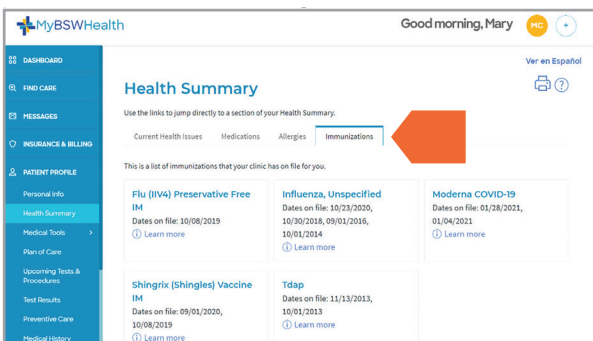 MyBSWHealth
Good morning, Mary
MC
+
DASHBOARD
FIND CARE
MESSAGES
INSURANCE & BILLING
PATIENT PROFILE
Personal Info
Health Summary
Medical Tools >
Plan of Care
Upcoming Tests &
Procedures
Test Results
Preventive Care
Medical History
Ver en Español
?
Health Summary
Use the links to jump directly to a section of your Health Summary.
Current Health Issues Medications Allergies Immunizations
This is a list of immunizations that your clinic has on file for you.
Flu (IIV4) Preservative Free
IM
Dates on file: 10/08/2019
i Learn more
Influenza, Unspecified
Dates on file: 10/23/2020,
10/30/2018, 09/01/2016,
10/01/2014
i Learn more
Moderna COVID-19
Dates on file: 01/28/2021,
01/04/2021
i Learn more
Shingrix (Shingles) Vaccine
IM
Dates on file: 09/01/2020,
10/08/2019
i Learn more
Tdap
Dates on file: 11/13/2013,
10/01/2013
i Learn more